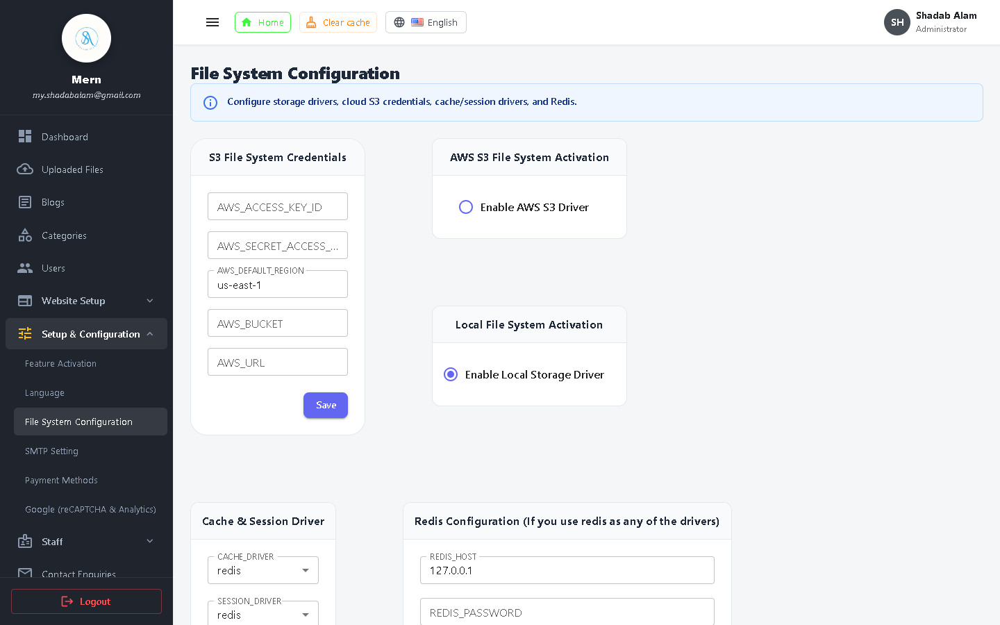 Mern
my.shadabalam@gmail.com
Dashboard
Uploaded Files
Blogs
Categories
Users
Website Setup
Setup & Configuration
Feature Activation
Language
File System Configuration
SMTP Setting
Payment Methods
Google (reCAPTCHA & Analytics)
Staff
Contact Enquiries
Logout
Home
Clear cache
English
SH
Shadab Alam
Administrator
File System Configuration
Configure storage drivers, cloud S3 credentials, cache/session drivers, and Redis.
S3 File System Credentials
AWS_ACCESS_KEY_ID
AWS_SECRET_ACCESS_...
AWS_DEFAULT_REGION
us-east-1
AWS_BUCKET
AWS_URL
Save
AWS S3 File System Activation
Enable AWS S3 Driver
Local File System Activation
Enable Local Storage Driver
Cache & Session Driver
CACHE_DRIVER
redis
SESSION_DRIVER
redis
Redis Configuration (If you use redis as any of the drivers)
REDIS_HOST
127.0.0.1
REDIS_PASSWORD